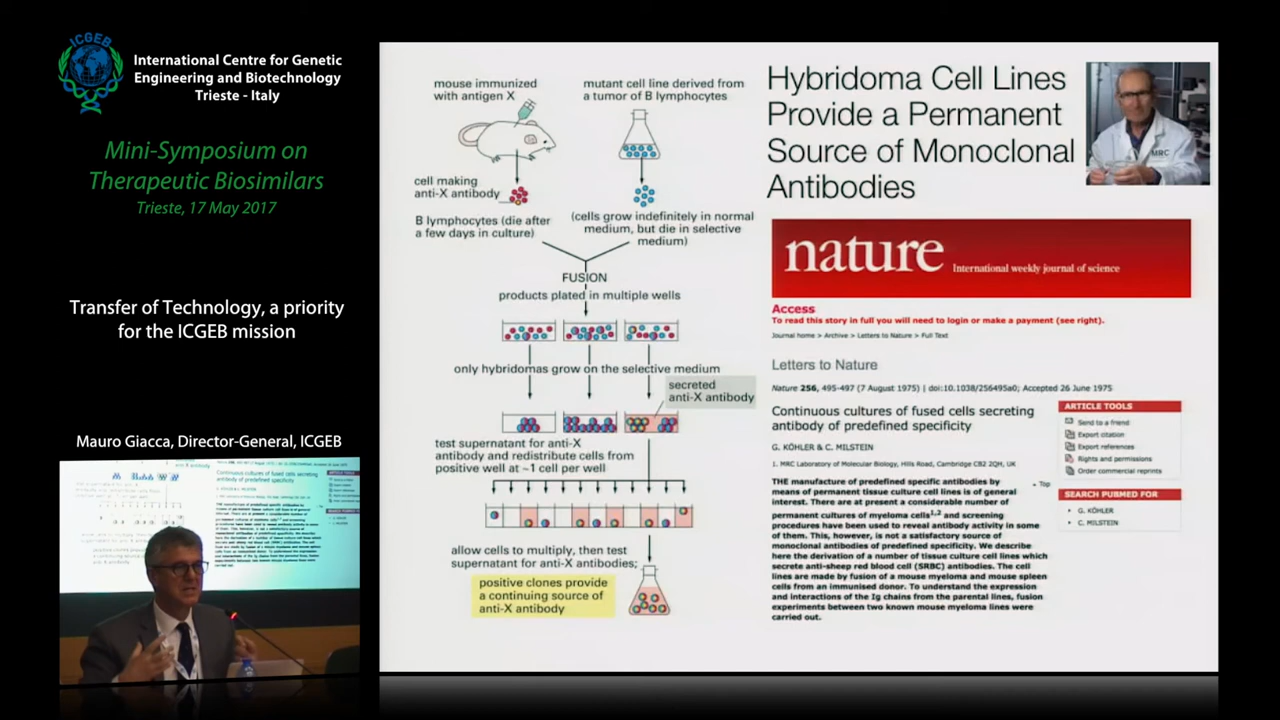 ICGEB
International Centre for Genetic
Engineering and Biotechnology
Trieste - Italy
Mini-Symposium on
Therapeutic Biosimilars
Trieste, 17 May 2017
Transfer of Technology, a priority
for the ICGEB mission
Mauro Giacca, Director-General, ICGEB
mouse immunized
with antigen X
mutant cell line derived from
a tumor of B lymphocytes
cell making
anti-X antibody
B lymphocytes (die after
a few days in culture)
(cells grow indefinitely in normal
medium, but die in selective
medium)
FUSION
products plated in multiple wells
only hybridomas grow on the selective medium
secreted
anti-X antibody
test supernatant for anti-X
antibody and redistribute cells from
positive well at ~1 cell per well
allow cells to multiply, then test
supernatant for anti-X antibodies;
positive clones provide
a continuing source of
anti-X antibody
Hybridoma Cell Lines
Provide a Permanent
Source of Monoclonal
Antibodies
MRC
nature International weekly journal of science
Access
To read this story in full you will need to login or make a payment (see right).
Journal home > Archive > Letters to Nature > Full Text
Letters to Nature
Nature 256, 495-497 (7 August 1975) | doi:10.1038/256495a0; Accepted 26 June 1975
Continuous cultures of fused cells secreting
antibody of predefined specificity
G. KÖHLER & C. MILSTEIN
1. MRC Laboratory of Molecular Biology, Hills Road, Cambridge CB2 2QH, UK
THE manufacture of predefined specific antibodies by
means of permanent tissue culture cell lines is of general
interest. There are at present a considerable number of
permanent cultures of myeloma cells1,2 and screening
procedures have been used to reveal antibody activity in some
of them. This, however, is not a satisfactory source of
monoclonal antibodies of predefined specificity. We describe
here the derivation of a number of tissue culture cell lines which
secrete anti-sheep red blood cell (SRBC) antibodies. The cell
lines are made by fusion of a mouse myeloma and mouse spleen
cells from an immunised donor. To understand the expression
and interactions of the Ig chains from the parental lines, fusion
experiments between two known mouse myeloma lines were
carried out.
Top
ARTICLE TOOLS
Send to a friend
Export citation
Export references
Rights and permissions
Order commercial reprints
SEARCH PUBMED FOR
G. KÖHLER
C. MILSTEIN